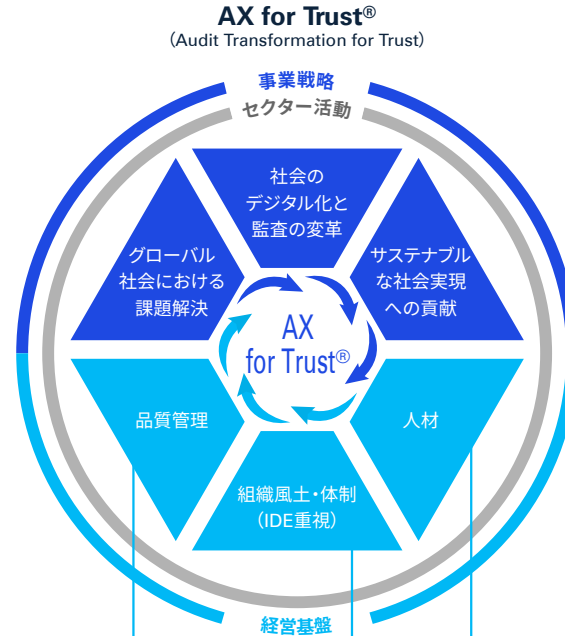 AX for Trust®
(Audit Transformation for Trust)
事業戦略
セクター活動
社会の
デジタル化と
監査の変革
グローバル
社会における
課題解決
サステナブル
な社会実現
への貢献
AX
for Trust®
品質管理
人材
組織風土・体制
（IDE重視）
経営基盤